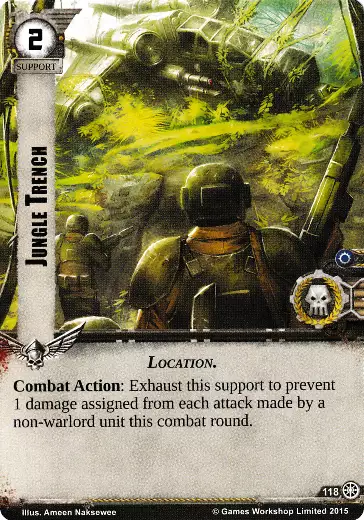 2
SUPPORT
Jungle Trench
Location.
Combat Action: Exhaust this support to prevent
1 damage assigned from each attack made by a
non-warlord unit this combat round.
118
Illus. Ameen Naksewee
© Games Workshop Limited 2015